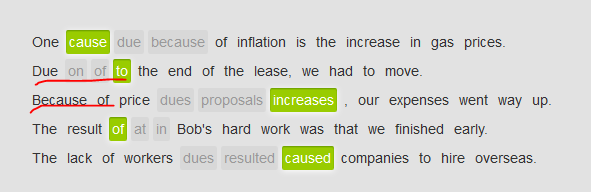 One cause due because of inflation is the increase in gas prices.
Due on of to the end of the lease, we had to move.
Because of price dues proposals increases , our expenses went way up.
The result of at in Bob's hard work was that we finished early.
The lack of workers dues resulted caused companies to hire overseas.